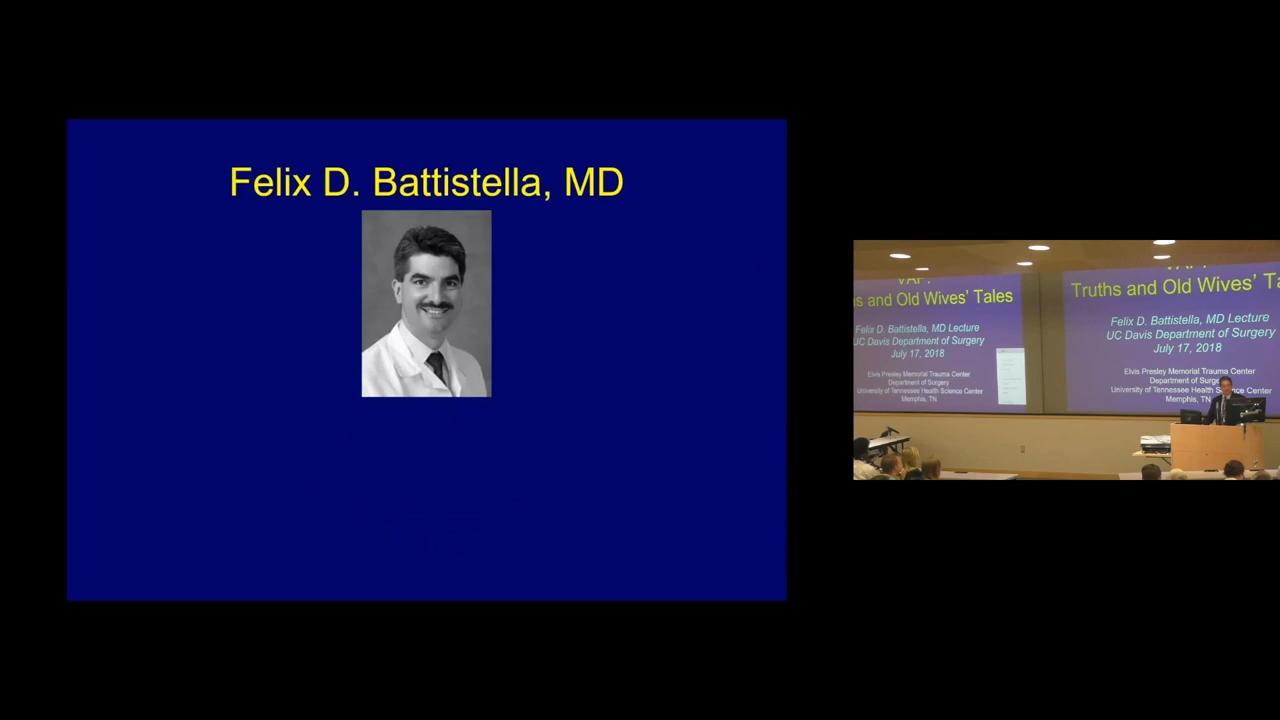 Felix D. Battistella, MD
VAP:
s and Old Wives' Tales
Felix D. Battistella, MD Lecture
UC Davis Department of Surgery
July 17, 2018
Elvis Presley Memorial Trauma Center
Department of Surgery
University of Tennessee Health Science Center
Memphis, TN
VAP:
Truths and Old Wives' Ta
Felix D. Battistella, MD Lecture
UC Davis Department of Surgery
July 17, 2018
Elvis Presley Memorial Trauma Center
Department of Surgery
University of Tennessee Health Science Center
Memphis, TN